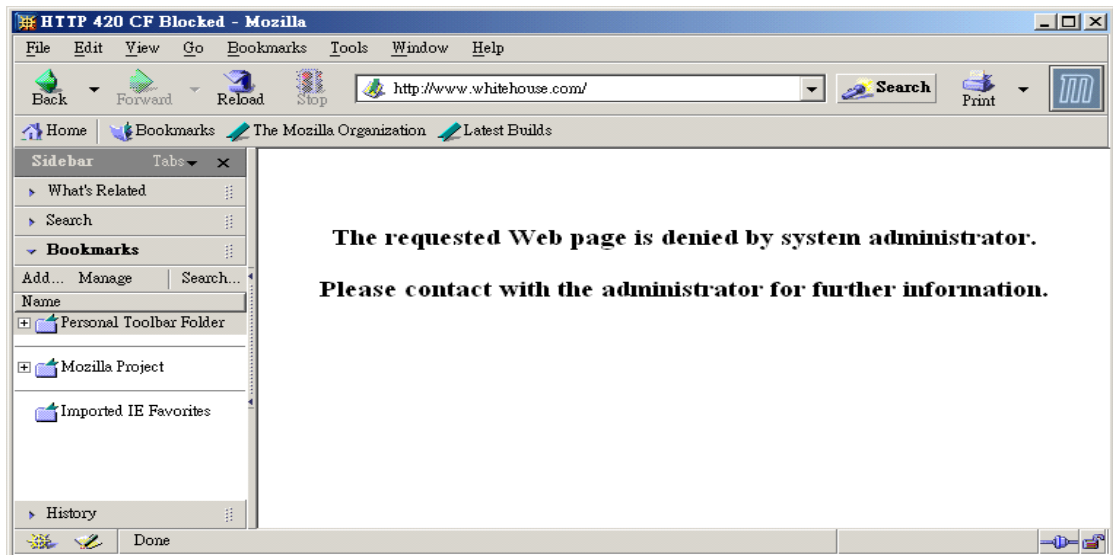 HTTP 420 CF Blocked - Mozilla
File Edit View Go Bookmarks Tools Window Help
Back Forward Reload Stop http://www.whitehouse.com/ Search Print
Home Bookmarks The Mozilla Organization Latest Builds
Sidebar Tabs
What's Related
Search
Bookmarks
Add... Manage Search...
Name
Personal Toolbar Folder
Mozilla Project
Imported IE Favorites
History
The requested Web page is denied by system administrator.
Please contact with the administrator for further information.
Done